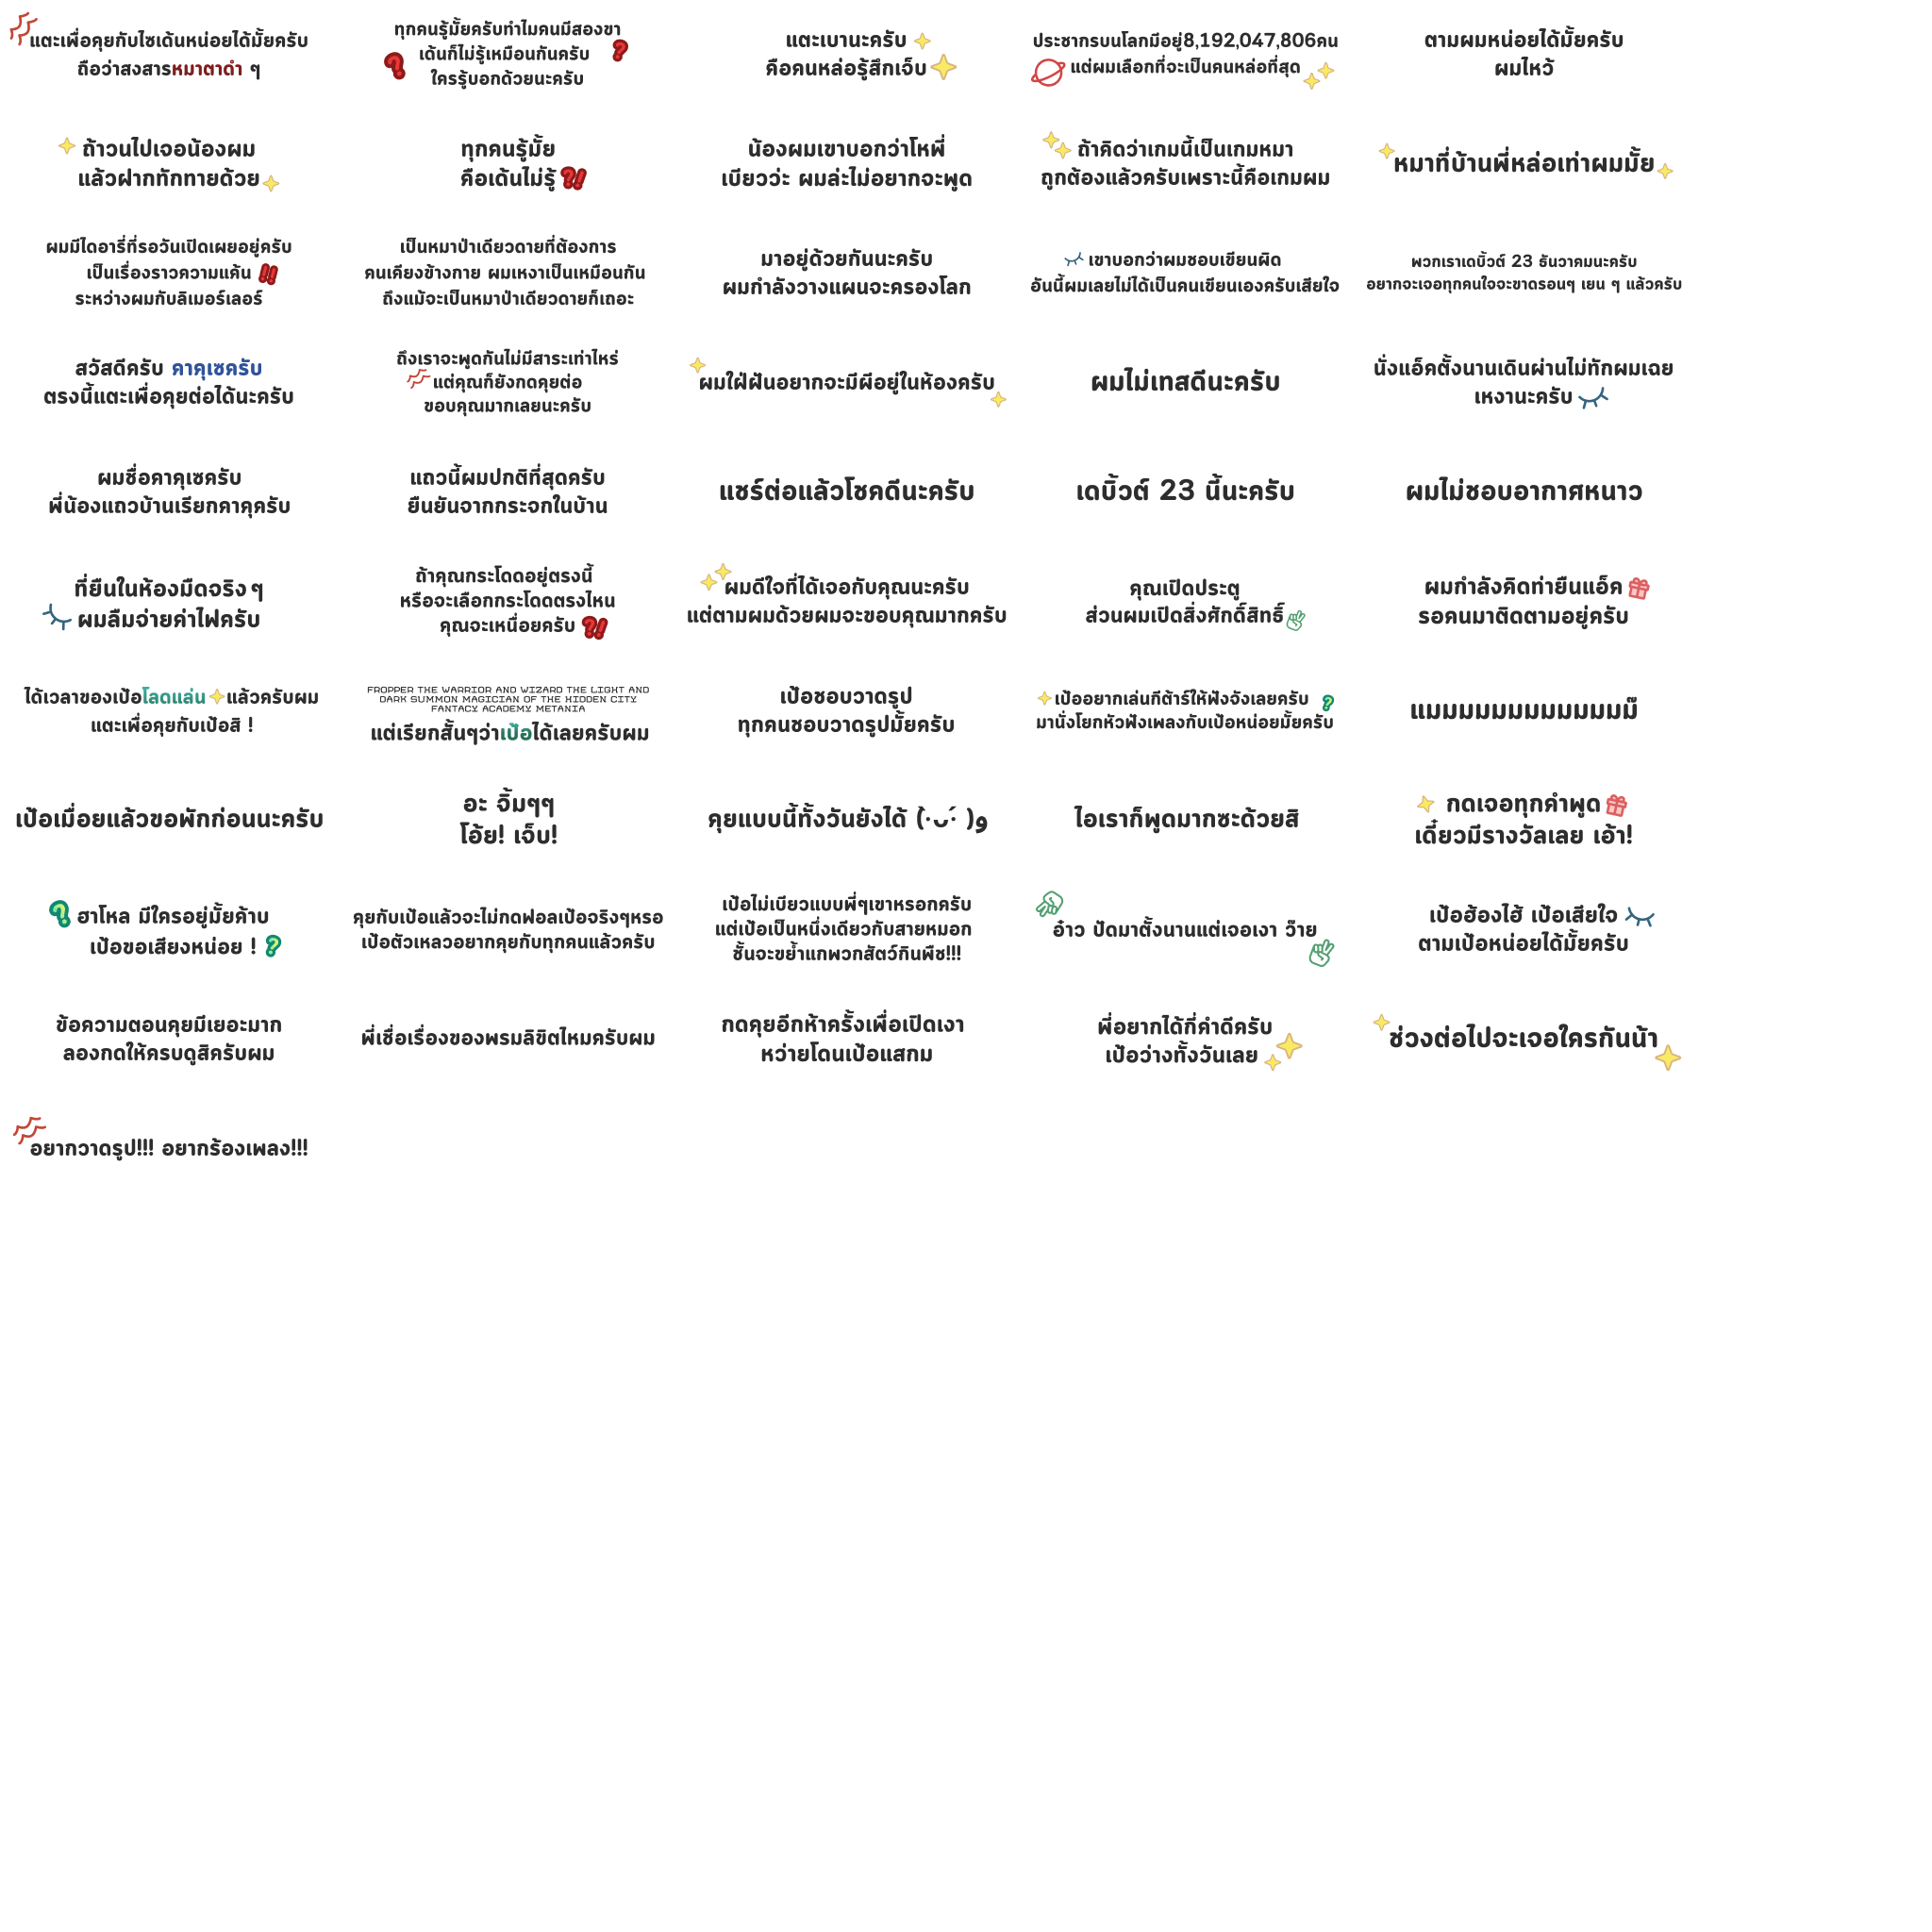 แตะเพื่อคุยกับไซเด้นหน่อยได้มั้ยครับ
ถือว่าสงสารหมาตาดำ ๆ
ทุกคนรู้มั้ยครับทำไมคนมีสองขา
เด้นก็ไม่รู้เหมือนกันครับ ?
? ใครรู้บอกด้วยนะครับ
แตะเบานะครับ
คือคนหล่อรู้สึกเจ็บ
ประชากรบนโลกมีอยู่8,192,047,806คน
แต่ผมเลือกที่จะเป็นคนหล่อที่สุด
ตามผมหน่อยได้มั้ยครับ
ผมไหว้
ถ้าวนไปเจอน้องผม
แล้วฝากทักทายด้วย
ทุกคนรู้มั้ย
คือเด้นไม่รู้ ?!
น้องผมเขาบอกว่าโหพี่
เบียวว่ะ ผมล่ะไม่อยากจะพูด
ถ้าคิดว่าเกมนี้เป็นเกมหมา
ถูกต้องแล้วครับเพราะนี้คือเกมผม
หมาที่บ้านพี่หล่อเท่าผมมั้ย
ผมมีไดอารี่ที่รอวันเปิดเผยอยู่ครับ
เป็นเรื่องราวความแค้น !!
ระหว่างผมกับลิเมอร์เลอร์
เป็นหมาป่าเดียวดายที่ต้องการ
คนเคียงข้างกาย ผมเหงาเป็นเหมือนกัน
ถึงแม้จะเป็นหมาป่าเดียวดายก็เถอะ
มาอยู่ด้วยกันนะครับ
ผมกำลังวางแผนจะครองโลก
เขาบอกว่าผมชอบเขียนผิด
อันนี้ผมเลยไม่ได้เป็นคนเขียนเองครับเสียใจ
พวกเราเดบิ้วต์ 23 ธันวาคมนะครับ
อยากจะเจอทุกคนใจจะขาดรอนๆ เยน ๆ แล้วครับ
สวัสดีครับ คาคุเซครับ
ตรงนี้แตะเพื่อคุยต่อได้นะครับ
ถึงเราจะพูดกันไม่มีสาระเท่าไหร่
แต่คุณก็ยังกดคุยต่อ
ขอบคุณมากเลยนะครับ
ผมใฝ่ฝันอยากจะมีผีอยู่ในห้องครับ
ผมไม่เทสดีนะครับ
นั่งแอ็คตั้งนานเดินผ่านไม่ทักผมเฉย
เหงานะครับ
ผมชื่อคาคุเซครับ
พี่น้องแถวบ้านเรียกคาคุครับ
แถวนี้ผมปกติที่สุดครับ
ยืนยันจากกระจกในบ้าน
แชร์ต่อแล้วโชคดีนะครับ
เดบิ้วต์ 23 นี้นะครับ
ผมไม่ชอบอากาศหนาว
ที่ยืนในห้องมืดจริง ๆ
ผมลืมจ่ายค่าไฟครับ
ถ้าคุณกระโดดอยู่ตรงนี้
หรือจะเลือกกระโดดตรงไหน
คุณจะเหนื่อยครับ ?!
ผมดีใจที่ได้เจอกับคุณนะครับ
แต่ตามผมด้วยผมจะขอบคุณมากครับ
คุณเปิดประตู
ส่วนผมเปิดสิ่งศักดิ์สิทธิ์
ผมกำลังคิดท่ายืนแอ็ค
รอคนมาติดตามอยู่ครับ
ได้เวลาของเป้อโลดแล่น แล้วครับผม
แตะเพื่อคุยกับเป้อสิ !
FROPPER THE WARRIOR AND WIZARD THE LIGHT AND
DARK SUMMON MAGICIAN OF THE HIDDEN CITY
FANTACY ACADEMY METANIA
แต่เรียกสั้นๆว่าเป้อได้เลยครับผม
เป้อชอบวาดรูป
ทุกคนชอบวาดรูปมั้ยครับ
เป้ออยากเล่นกีต้าร์ให้ฟังจังเลยครับ ?
มานั่งโยกหัวฟังเพลงกับเป้อหน่อยมั้ยครับ
แมมมมมมมมมมมมม๊
เป้อเมื่อยแล้วขอพักก่อนนะครับ
อะ จิ้มๆๆ
โอ้ย! เจ็บ!
คุยแบบนี้ทั้งวันยังได้ (•̀ᴗ•́ )و
ไอเราก็พูดมากซะด้วยสิ
กดเจอทุกคำพูด
เดี๋ยวมีรางวัลเลย เอ้า!
? ฮาโหล มีใครอยู่มั้ยค้าบ
เป้อขอเสียงหน่อย ! ?
คุยกับเป้อแล้วจะไม่กดฟอลเป้อจริงๆหรอ
เป้อตัวเหลวอยากคุยกับทุกคนแล้วครับ
เป้อไม่เบียวแบบพี่ๆเขาหรอกครับ
แต่เป้อเป็นหนึ่งเดียวกับสายหมอก
ชั้นจะขย้ำแกพวกสัตว์กินพืช!!!
อ๋าว ปัดมาตั้งนานแต่เจอเงา ว๊าย
เป้อฮ้องไฮ้ เป้อเสียใจ
ตามเป้อหน่อยได้มั้ยครับ
ข้อความตอนคุยมีเยอะมาก
ลองกดให้ครบดูสิครับผม
พี่เชื่อเรื่องของพรมลิขิตไหมครับผม
กดคุยอีกห้าครั้งเพื่อเปิดเงา
หว่ายโดนเป้อแสกม
พี่อยากได้กี่คำดีครับ
เป้อว่างทั้งวันเลย
ช่วงต่อไปจะเจอใครกันน้า
อยากวาดรูป!!! อยากร้องเพลง!!!